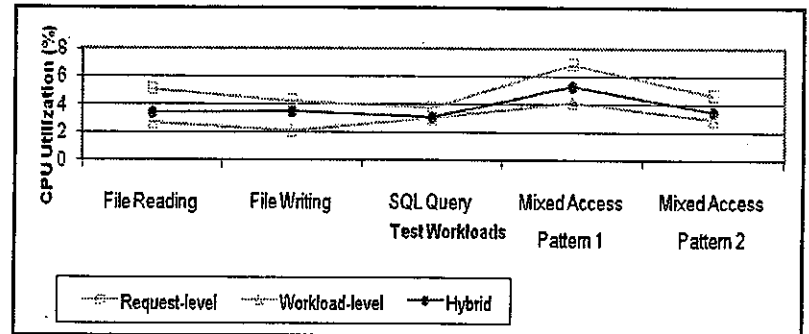 CPU Utilization (%)
8
6
4
2
0
File Reading File Writing SQL Query Mixed Access Mixed Access
Test Workloads Pattern 1 Pattern 2
Request-level Workload-level Hybrid